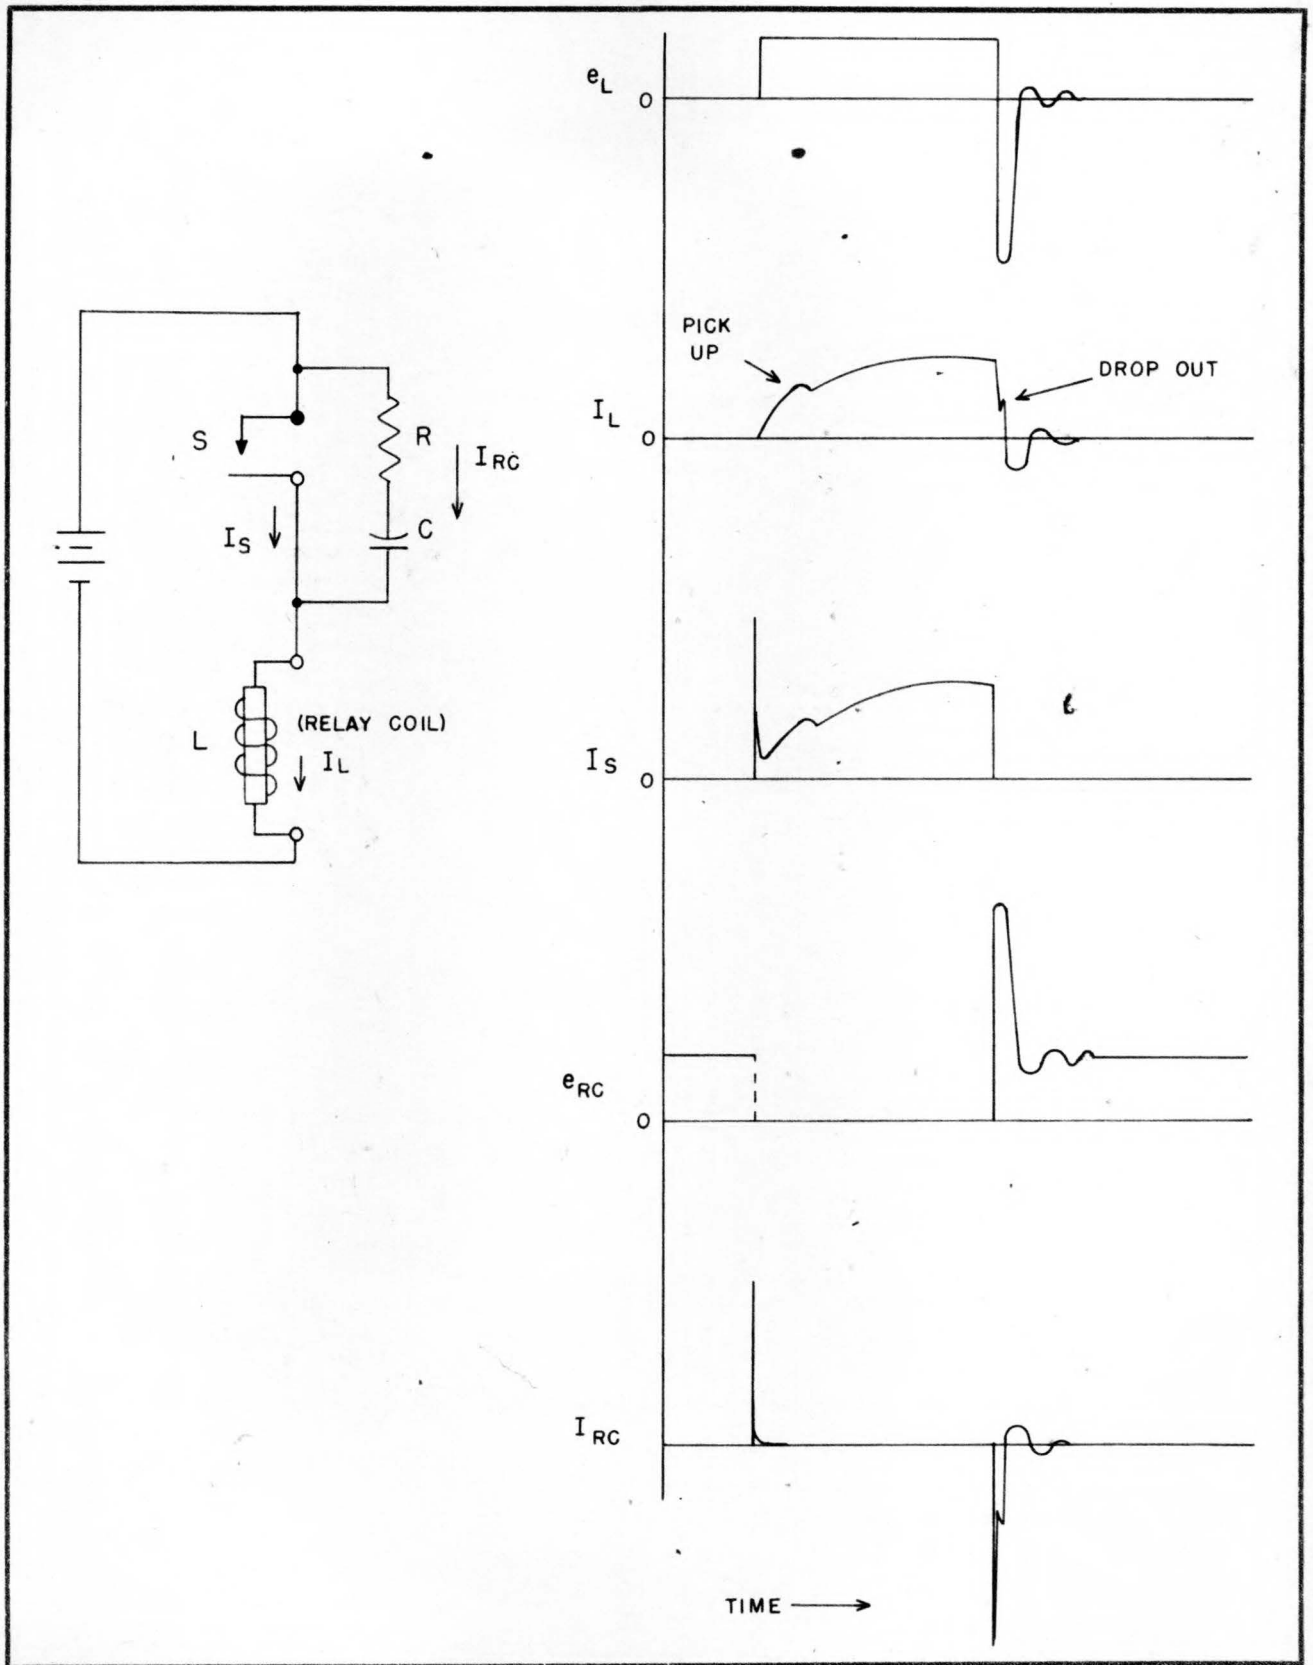 e_L
0
PICK
UP
DROP OUT
I_L
0
S
R
I_RC
I_S
C
L
(RELAY COIL)
I_L
I_S
0
e_RC
0
I_RC
TIME